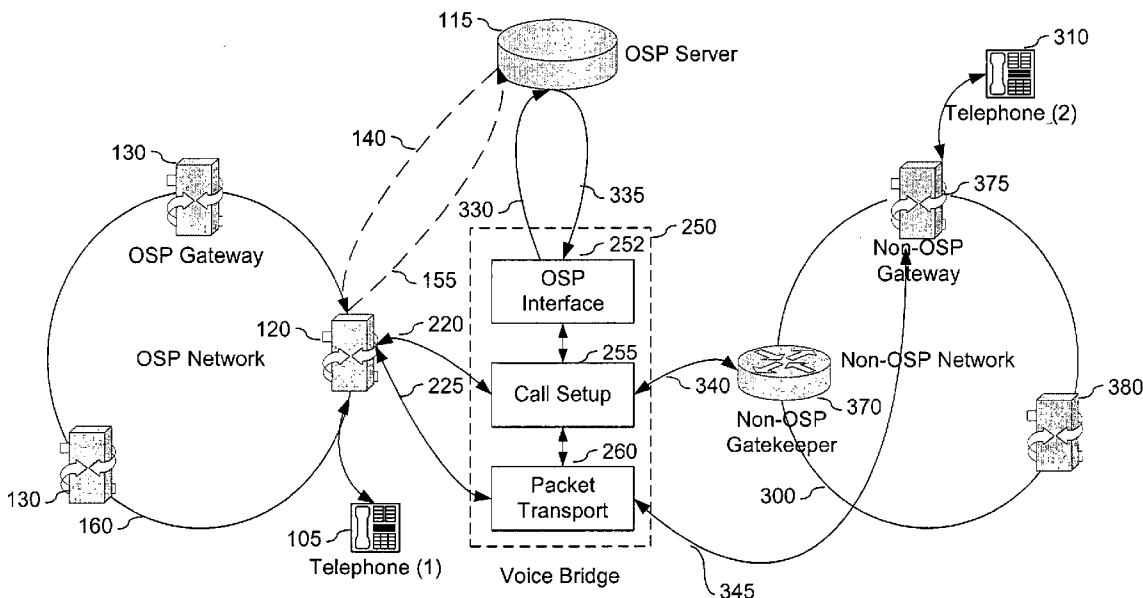 115
OSP Server
310
Telephone (2)
140
130
OSP Gateway
330
335
375
Non-OSP
Gateway
250
252
OSP
Interface
155
120
220
OSP Network
225
255
Call Setup
340
Non-OSP Network
370
Non-OSP
Gatekeeper
380
260
Packet
Transport
130
160
105
Telephone (1)
300
Voice Bridge
345